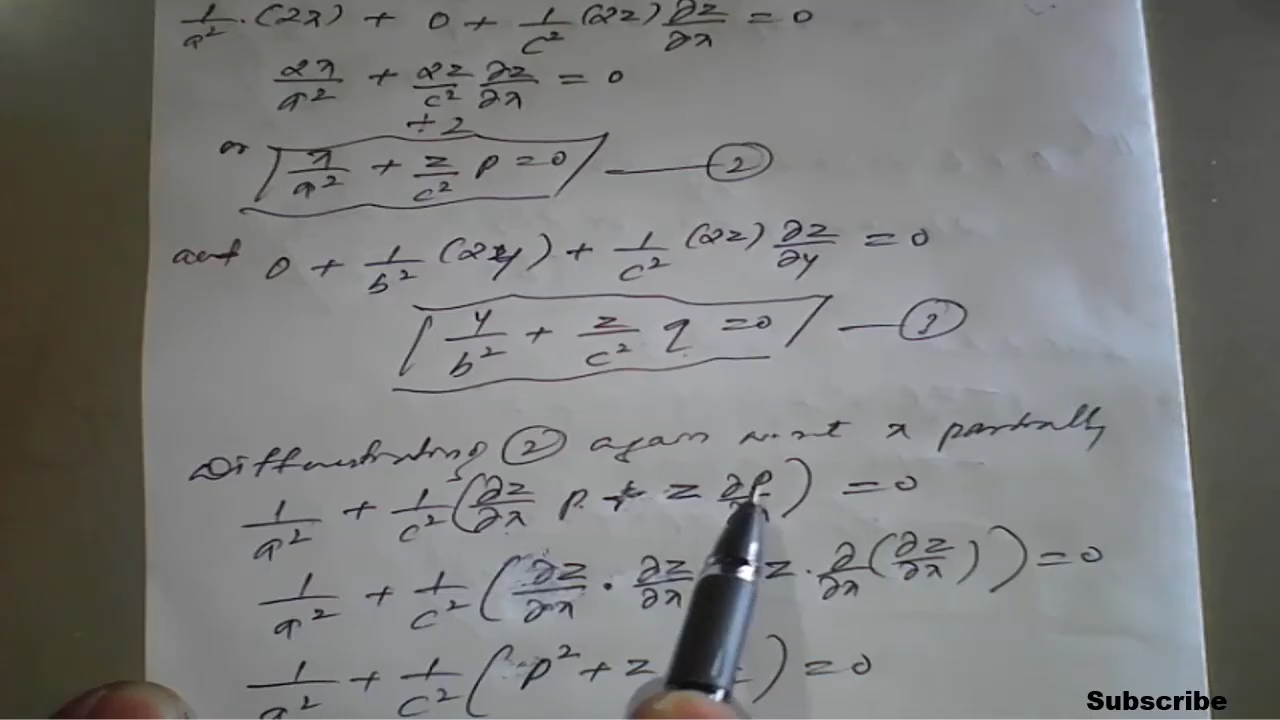 1/a² · (2x) + 0 + 1/c² (2z) ∂z/∂x = 0
2x/a² + 2z/c² ∂z/∂x = 0
÷2
or x/a² + z/c² p = 0 — ②
and 0 + 1/b² (2y) + 1/c² (2z) ∂z/∂y = 0
y/b² + z/c² q = 0 — ③
Differentiating ② again w.r.t x partially
1/a² + 1/c² (∂z/∂x p + z ∂p/∂x) = 0
1/a² + 1/c² (∂z/∂x · ∂z/∂x z · ∂/∂x (∂z/∂x)) = 0
1/a² + 1/c² (p² + z ) = 0
Subscribe